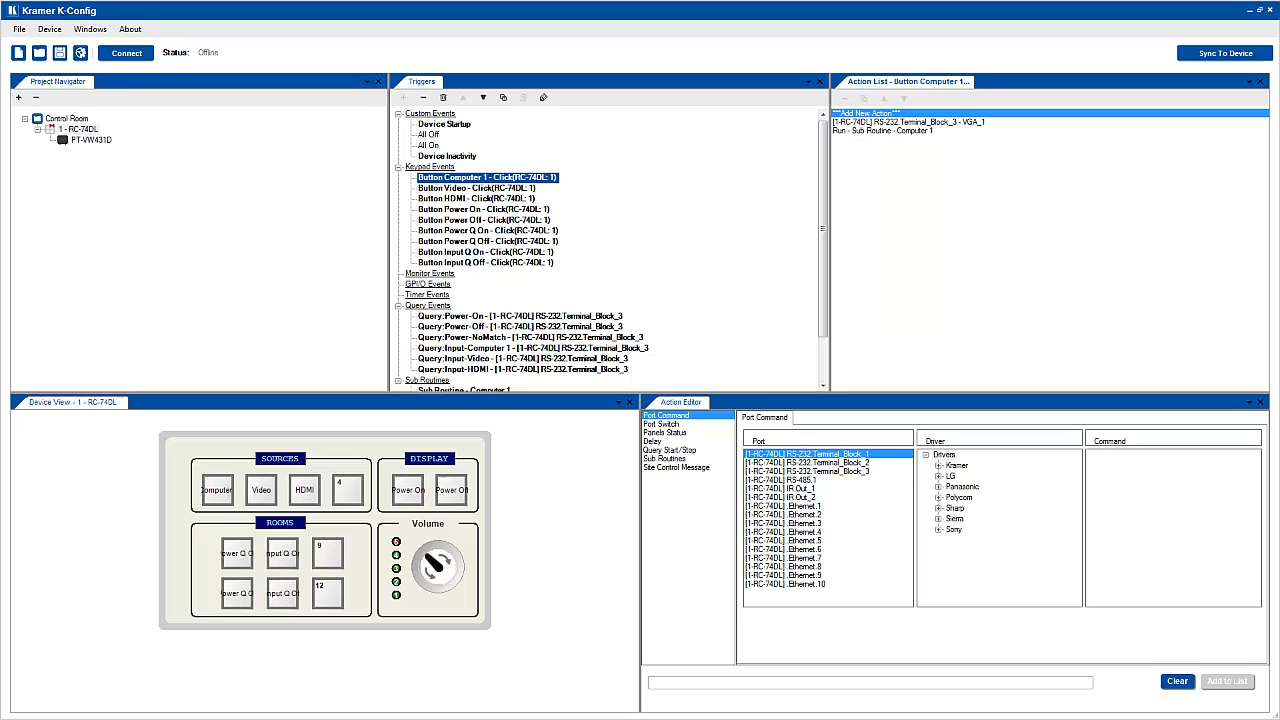 Kramer K-Config
File Device Windows About
Connect Status: Offline Sync To Device
Project Navigator
Control Room
1 - RC-74DL
PT-VW431D
Triggers
Custom Events
Device Startup
All Off
All On
Device Inactivity
Keypad Events
Button Computer 1 - Click(RC-74DL: 1)
Button Video - Click(RC-74DL: 1)
Button HDMI - Click(RC-74DL: 1)
Button Power On - Click(RC-74DL: 1)
Button Power Off - Click(RC-74DL: 1)
Button Power Q On - Click(RC-74DL: 1)
Button Power Q Off - Click(RC-74DL: 1)
Button Input Q On - Click(RC-74DL: 1)
Button Input Q Off - Click(RC-74DL: 1)
Monitor Events
GPI/O Events
Timer Events
Query Events
Query:Power-On - [1-RC-74DL] RS-232.Terminal_Block_3
Query:Power-Off - [1-RC-74DL] RS-232.Terminal_Block_3
Query:Power-NoMatch - [1-RC-74DL] RS-232.Terminal_Block_3
Query:Input-Computer 1 - [1-RC-74DL] RS-232.Terminal_Block_3
Query:Input-Video - [1-RC-74DL] RS-232.Terminal_Block_3
Query:Input-HDMI - [1-RC-74DL] RS-232.Terminal_Block_3
Sub Routines
Sub Routine - Computer 1
Action List - Button Computer 1...
***Add New Action***
[1-RC-74DL] RS-232.Terminal_Block_3 - VGA_1
Run - Sub Routine - Computer 1
Device View - 1 - RC-74DL
SOURCES
Computer Video HDMI 4
DISPLAY
Power On Power Off
ROOMS
ower Q O nput Q O 9
ower Q O nput Q Of 12
Volume
5
4
3
2
1
Action Editor
Port Command
Port Switch
Panels Status
Delay
Query Start/Stop
Sub Routines
Site Control Message
Port Command
Port
[1-RC-74DL] RS-232.Terminal_Block_1
[1-RC-74DL] RS-232.Terminal_Block_2
[1-RC-74DL] RS-232.Terminal_Block_3
[1-RC-74DL] RS-485.1
[1-RC-74DL] IR.Out_1
[1-RC-74DL] IR.Out_2
[1-RC-74DL] .Ethernet.1
[1-RC-74DL] .Ethernet.2
[1-RC-74DL] .Ethernet.3
[1-RC-74DL] .Ethernet.4
[1-RC-74DL] .Ethernet.5
[1-RC-74DL] .Ethernet.6
[1-RC-74DL] .Ethernet.7
[1-RC-74DL] .Ethernet.8
[1-RC-74DL] .Ethernet.9
[1-RC-74DL] .Ethernet.10
Driver
Drivers
Kramer
LG
Panasonic
Polycom
Sharp
Sierra
Sony
Command
Clear Add to List